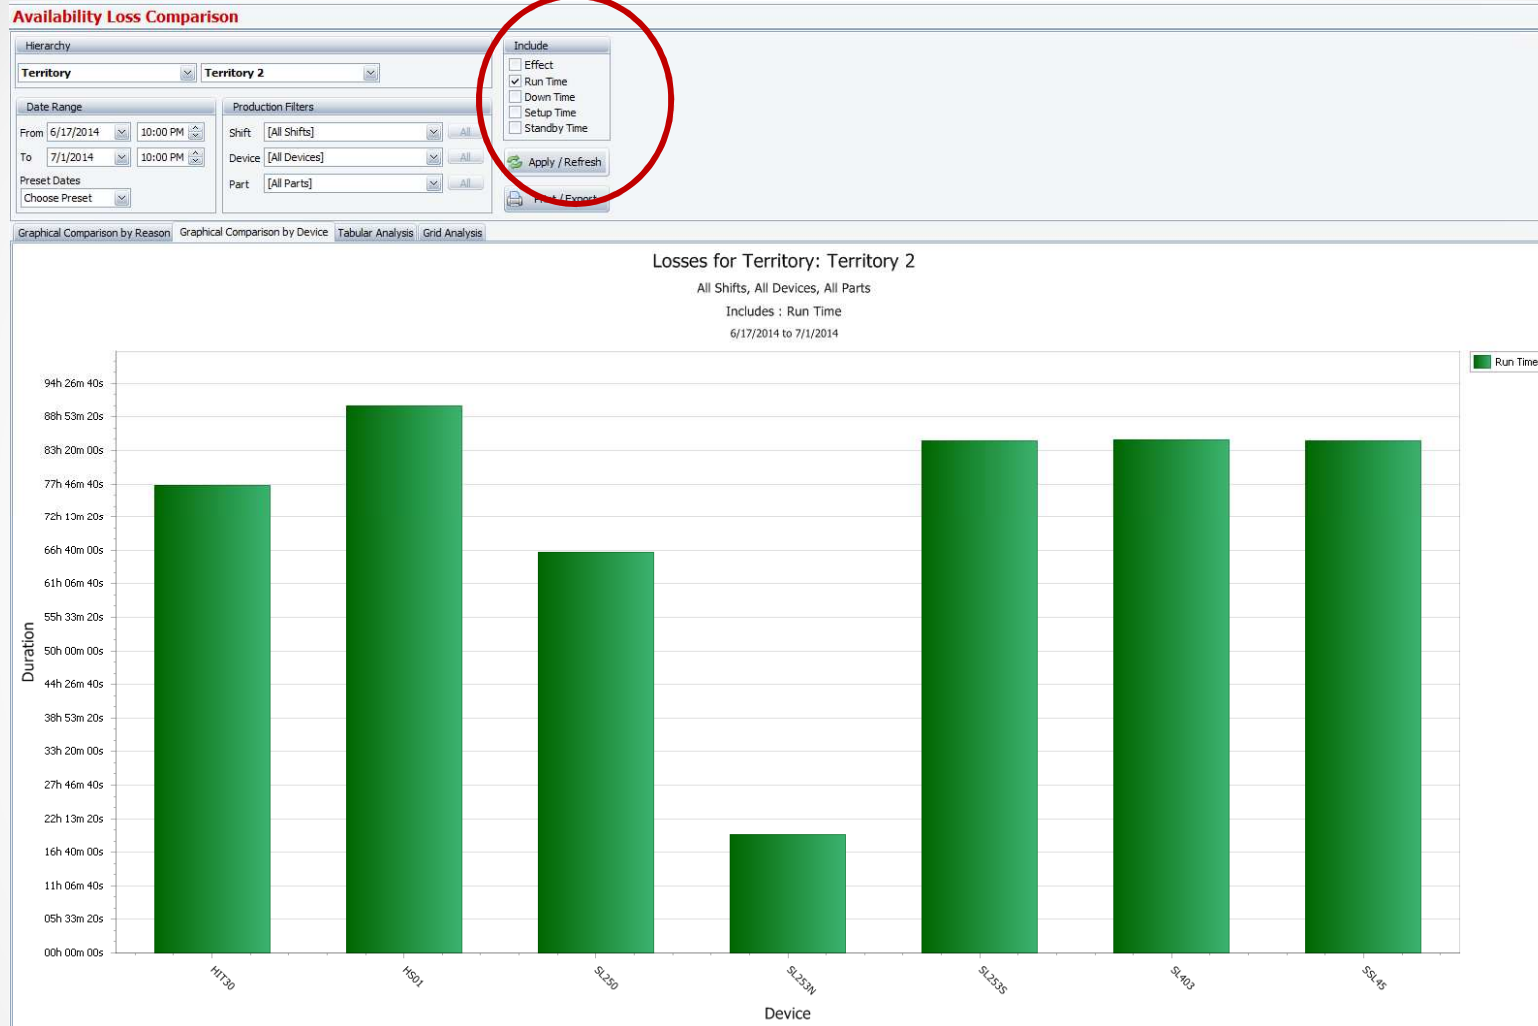 Availability Loss Comparison
Hierarchy
Territory Territory 2
Date Range
From 6/17/2014 10:00 PM
To 7/1/2014 10:00 PM
Preset Dates
Choose Preset
Production Filters
Shift [All Shifts] All
Device [All Devices] All
Part [All Parts] All
Include
Effect
Run Time
Down Time
Setup Time
Standby Time
Apply / Refresh
Print / Export
Graphical Comparison by Reason Graphical Comparison by Device Tabular Analysis Grid Analysis
Losses for Territory: Territory 2
All Shifts, All Devices, All Parts
Includes : Run Time
6/17/2014 to 7/1/2014
Run Time
94h 26m 40s
88h 53m 20s
83h 20m 00s
77h 46m 40s
72h 13m 20s
66h 40m 00s
61h 06m 40s
55h 33m 20s
50h 00m 00s
44h 26m 40s
38h 53m 20s
33h 20m 00s
27h 46m 40s
22h 13m 20s
16h 40m 00s
11h 06m 40s
05h 33m 20s
00h 00m 00s
Duration
HIT30 HS01 SL250 SL253N SL253S SL403 SSL45
Device